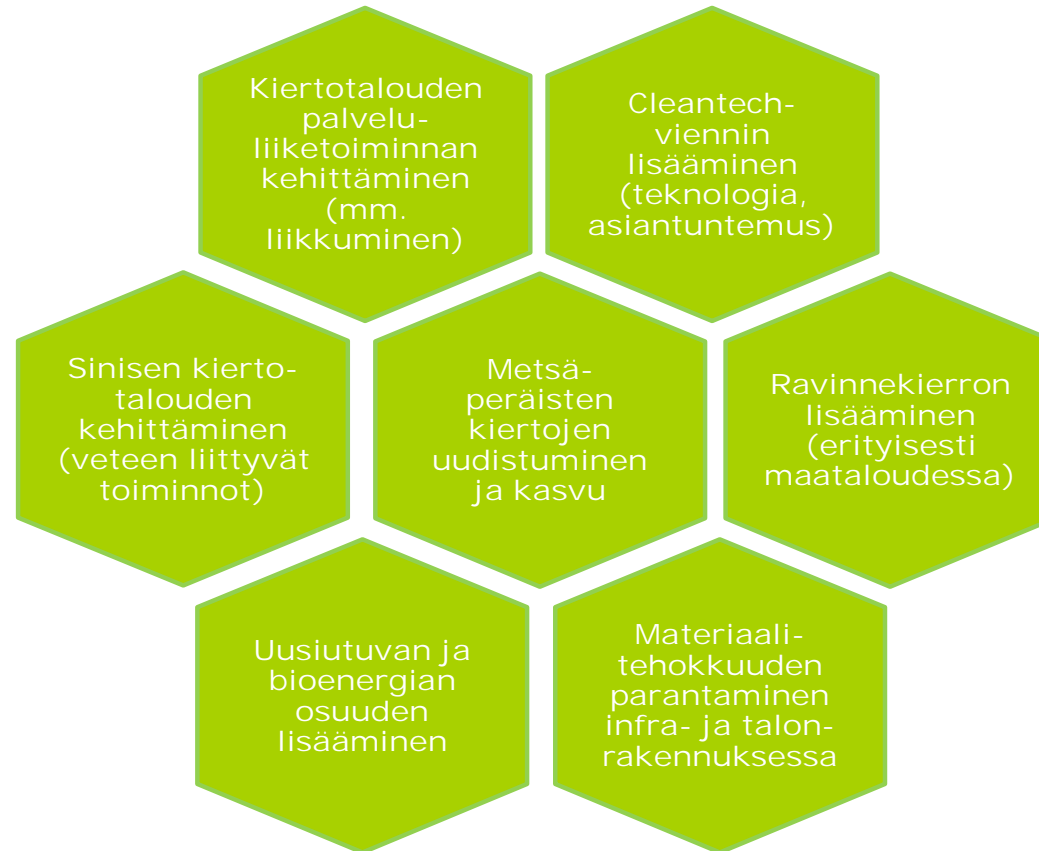 Kiertotalouden
palvelu-
liiketoiminnan
kehittäminen
(mm.
liikkuminen)
Cleantech-
viennin
lisääminen
(teknologia,
asiantuntemus)
Sinisen kierto-
talouden
kehittäminen
(veteen liittyvät
toiminnot)
Metsä-
peräisten
kiertojen
uudistuminen
ja kasvu
Ravinnekierron
lisääminen
(erityisesti
maataloudessa)
Uusiutuvan ja
bioenergian
osuuden
lisääminen
Materiaali-
tehokkuuden
parantaminen
infra- ja talon-
rakennuksessa